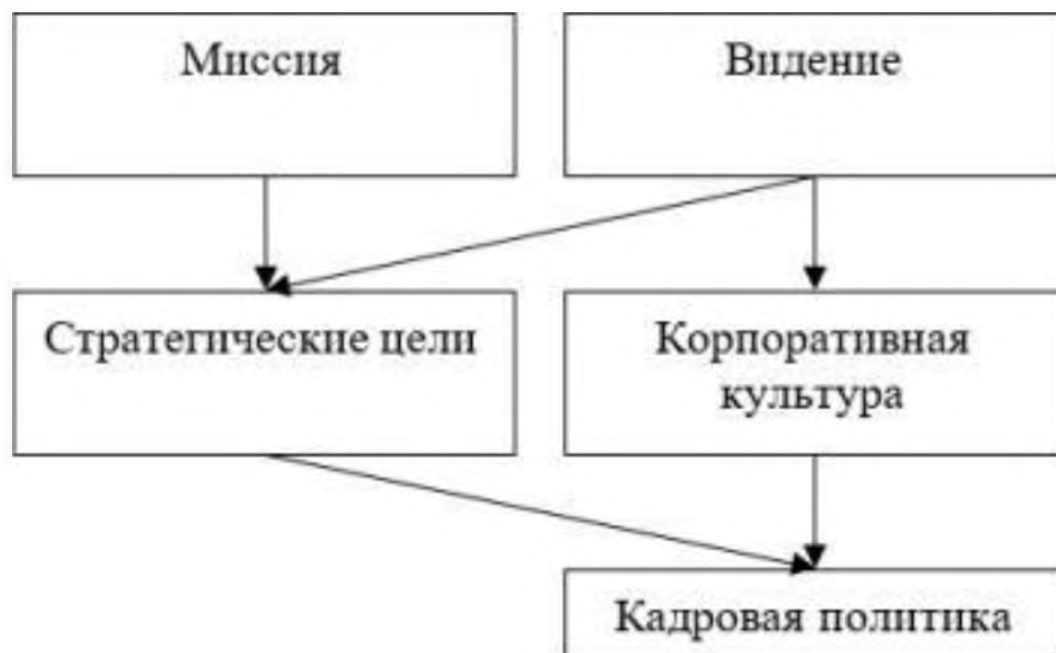 Миссия
Видение
Стратегические цели
Корпоративная
культура
Кадровая политика